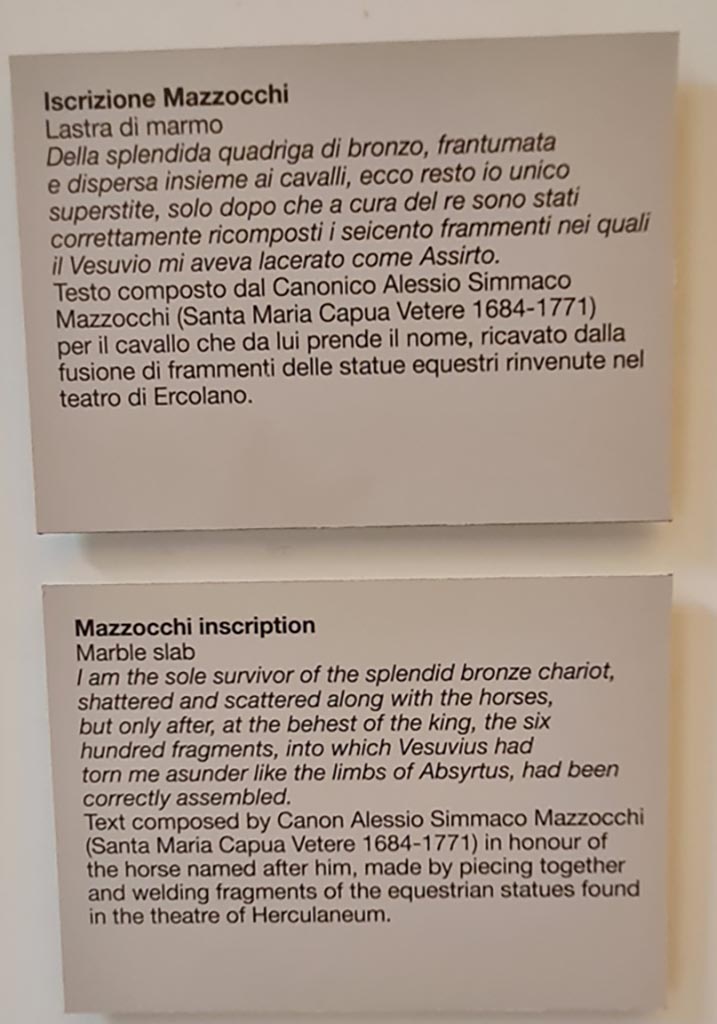 Iscrizione Mazzocchi
Lastra di marmo
Della splendida quadriga di bronzo, frantumata
e dispersa insieme ai cavalli, ecco resto io unico
superstite, solo dopo che a cura del re sono stati
correttamente ricomposti i seicento frammenti nei quali
il Vesuvio mi aveva lacerato come Assirto.
Testo composto dal Canonico Alessio Simmaco
Mazzocchi (Santa Maria Capua Vetere 1684-1771)
per il cavallo che da lui prende il nome, ricavato dalla
fusione di frammenti delle statue equestri rinvenute nel
teatro di Ercolano.
Mazzocchi inscription
Marble slab
I am the sole survivor of the splendid bronze chariot,
shattered and scattered along with the horses,
but only after, at the behest of the king, the six
hundred fragments, into which Vesuvius had
torn me asunder like the limbs of Absyrtus, had been
correctly assembled.
Text composed by Canon Alessio Simmaco Mazzocchi
(Santa Maria Capua Vetere 1684-1771) in honour of
the horse named after him, made by piecing together
and welding fragments of the equestrian statues found
in the theatre of Herculaneum.